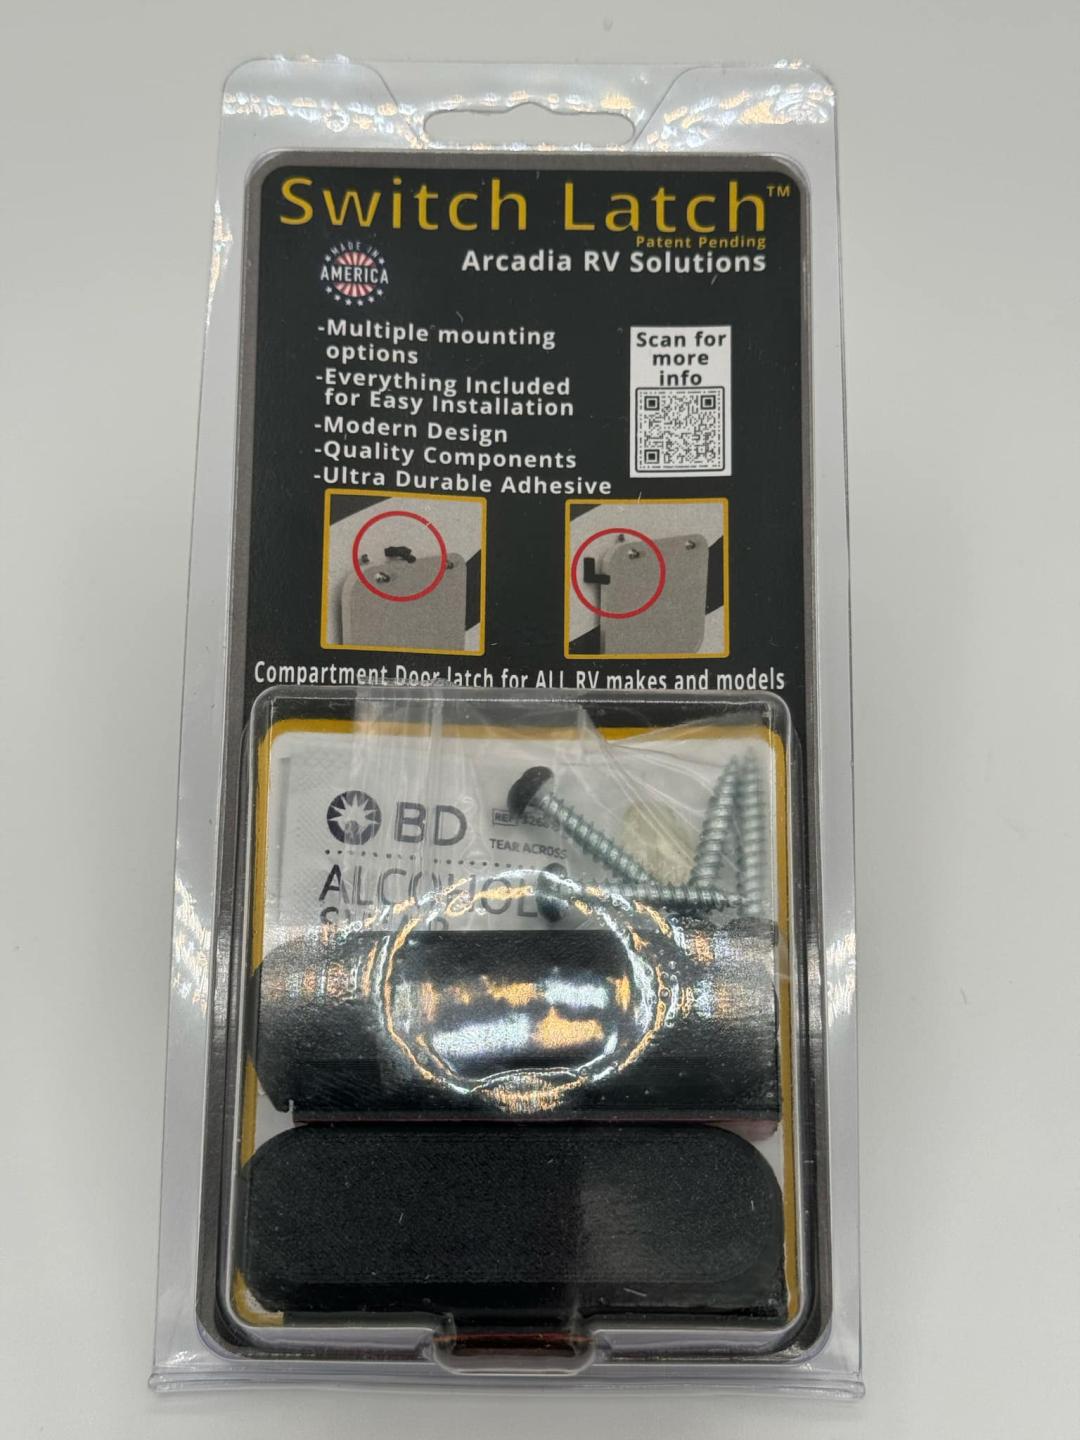 Switch Latch™
Patent Pending
Arcadia RV Solutions
MADE IN
AMERICA
-Multiple mounting
options
-Everything Included
for Easy Installation
-Modern Design
-Quality Components
-Ultra Durable Adhesive
Scan for
more
info
Compartment Door latch for ALL RV makes and models
BD
REF
TEAR ACROSS
ALCOHOL